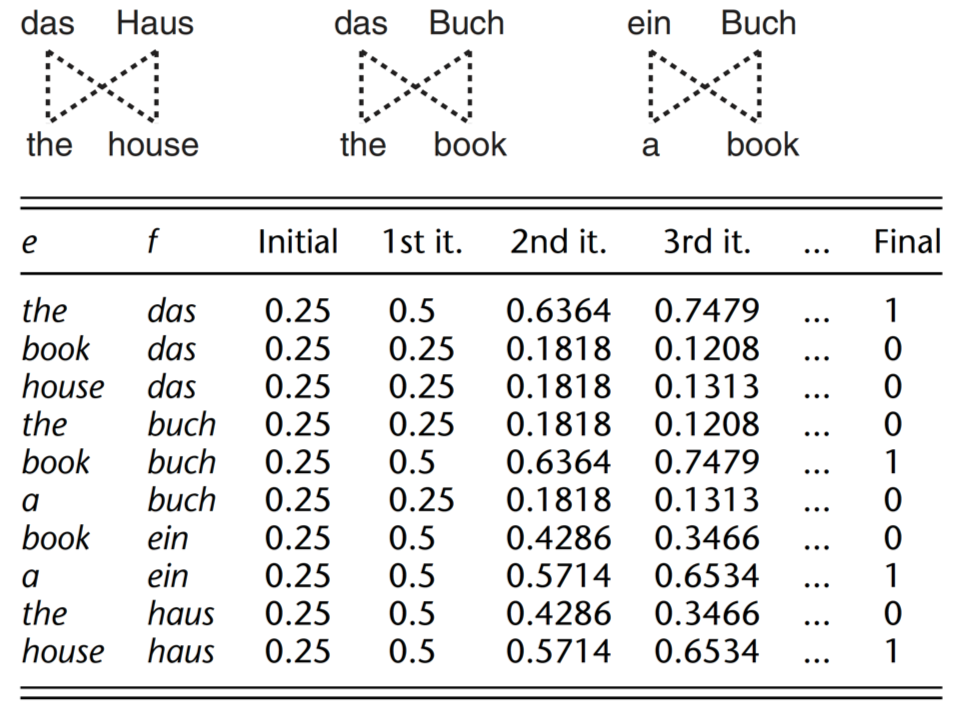 das Haus das Buch ein Buch
the house the book a book
e f Initial 1st it. 2nd it. 3rd it. ... Final
the das 0.25 0.5 0.6364 0.7479 ... 1
book das 0.25 0.25 0.1818 0.1208 ... 0
house das 0.25 0.25 0.1818 0.1313 ... 0
the buch 0.25 0.25 0.1818 0.1208 ... 0
book buch 0.25 0.5 0.6364 0.7479 ... 1
a buch 0.25 0.25 0.1818 0.1313 ... 0
book ein 0.25 0.5 0.4286 0.3466 ... 0
a ein 0.25 0.5 0.5714 0.6534 ... 1
the haus 0.25 0.5 0.4286 0.3466 ... 0
house haus 0.25 0.5 0.5714 0.6534 ... 1